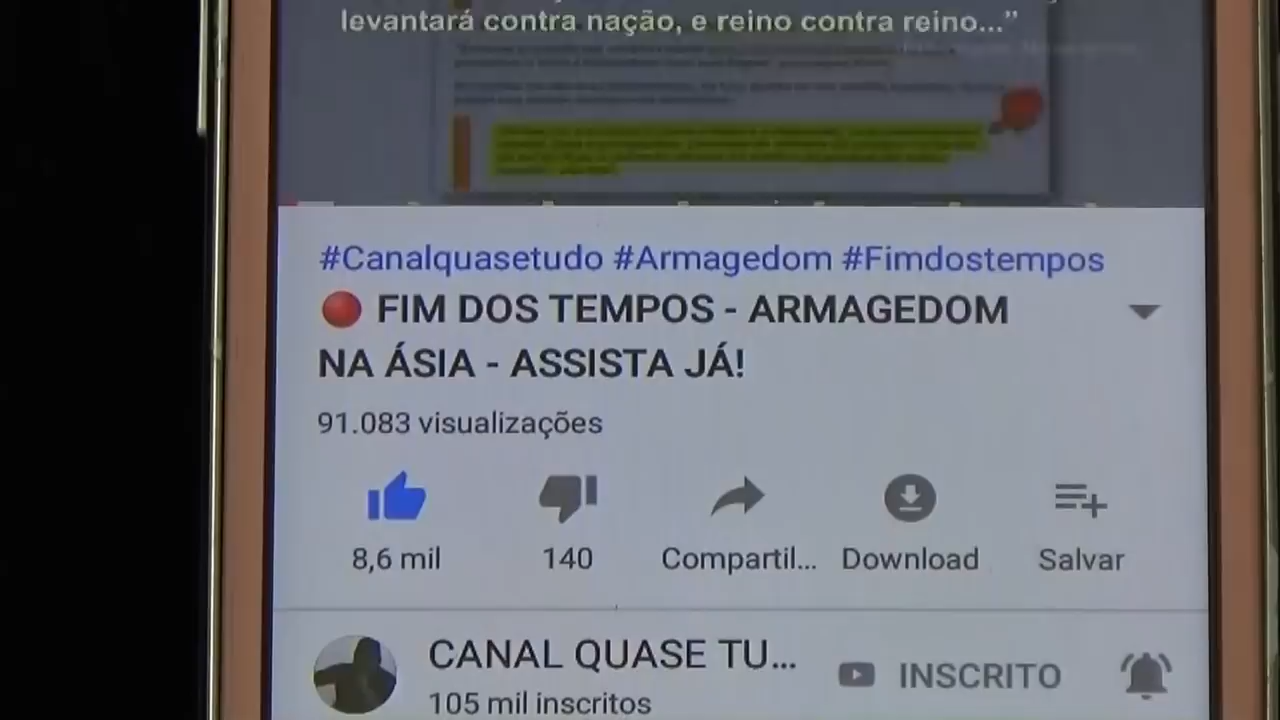 levantará contra nação, e reino contra reino...”
#Canalquasetudo #Armagedom #Fimdostempos
🔴 FIM DOS TEMPOS - ARMAGEDOM
NA ÁSIA - ASSISTA JÁ!
91.083 visualizações
8,6 mil 140 Compartil... Download Salvar
CANAL QUASE TU...
INSCRITO
105 mil inscritos